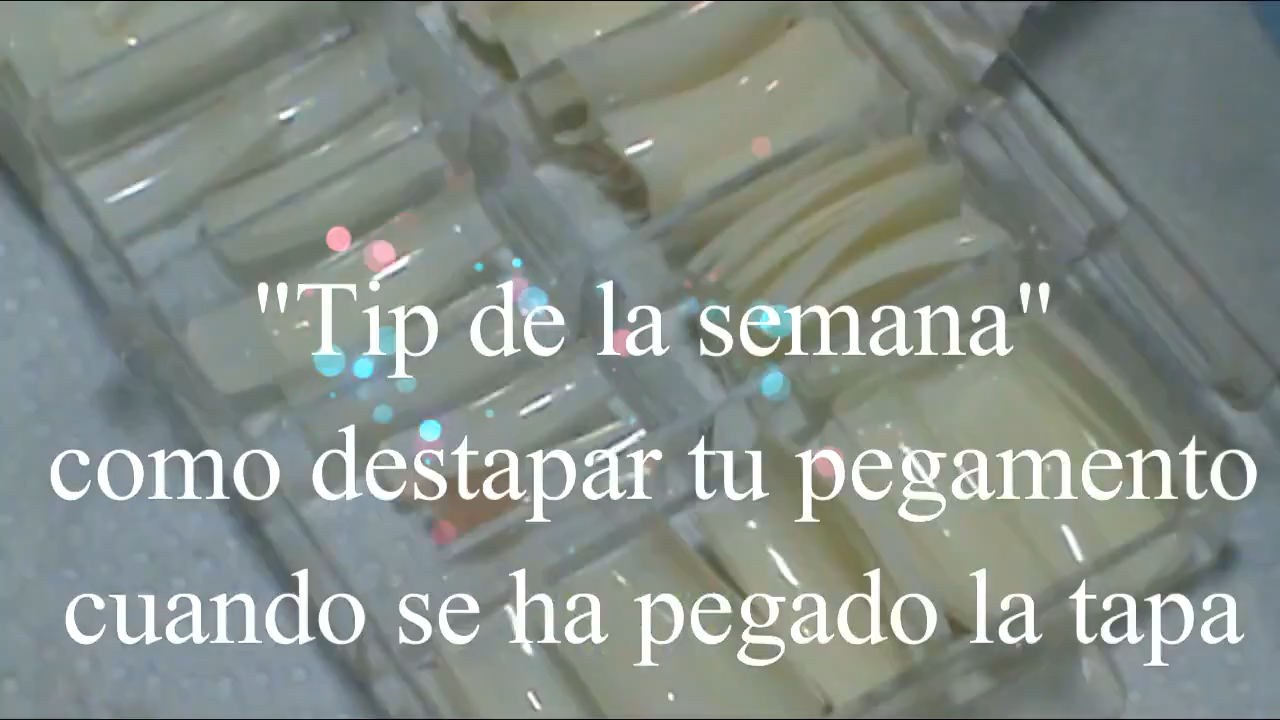 "Tip de la semana"
como destapar tu pegamento
cuando se ha pegado la tapa